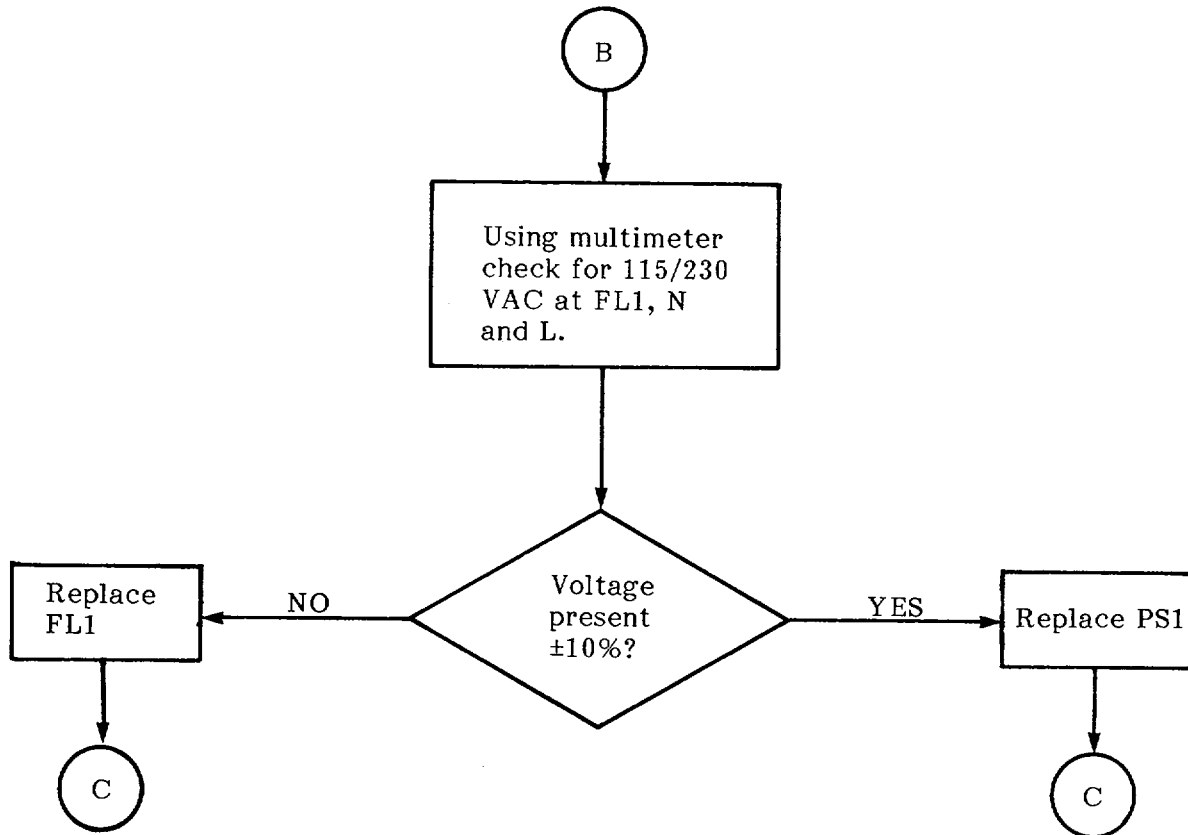 B
Using multimeter
check for 115/230
VAC at FL1, N
and L.
Voltage
present
±10%?
NO
YES
Replace
FL1
Replace PS1
C
C